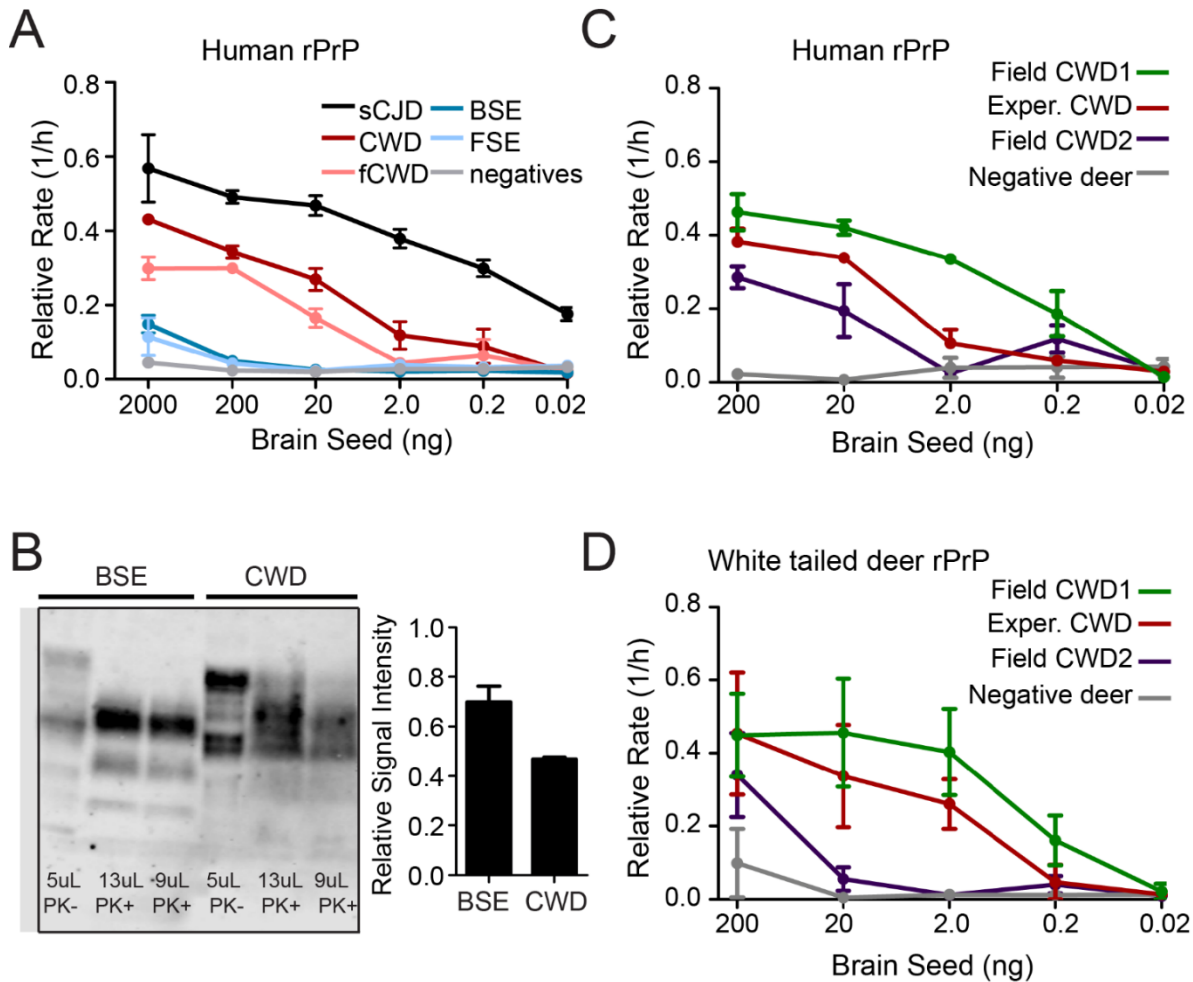 A
Human rPrP
Relative Rate (1/h)
0.8
0.6
0.4
0.2
0.0
sCJD
BSE
CWD
FSE
fCWD
negatives
2000 200 20 2.0 0.2 0.02
Brain Seed (ng)
C
Human rPrP
Relative Rate (1/h)
0.8
0.6
0.4
0.2
0.0
Field CWD1
Exper. CWD
Field CWD2
Negative deer
200 20 2.0 0.2 0.02
Brain Seed (ng)
B
BSE CWD
5uL 13uL 9uL 5uL 13uL 9uL
PK- PK+ PK+ PK- PK+ PK+
Relative Signal Intensity
1.0
0.8
0.6
0.4
0.2
0.0
BSE CWD
D
White tailed deer rPrP
Relative Rate (1/h)
0.8
0.6
0.4
0.2
0.0
Field CWD1
Exper. CWD
Field CWD2
Negative deer
200 20 2.0 0.2 0.02
Brain Seed (ng)